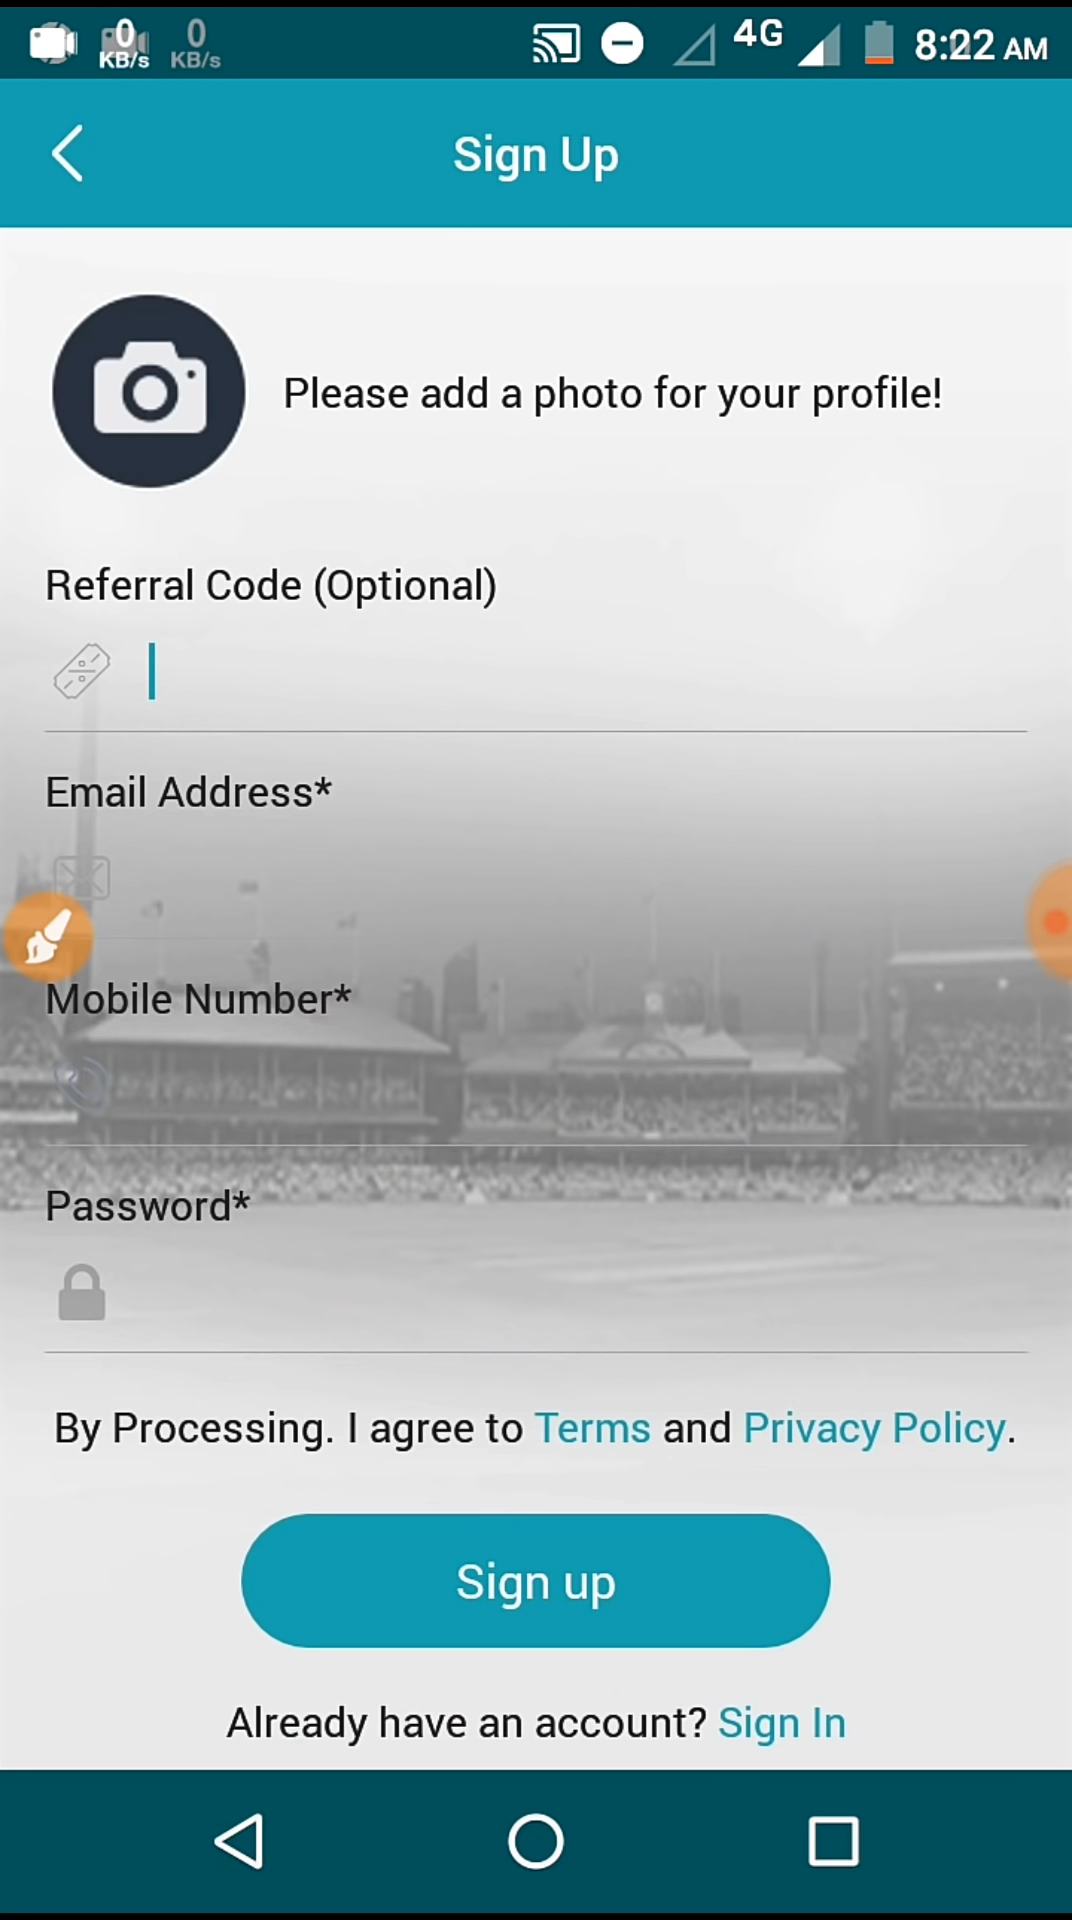 0 KB/s 0 KB/s 4G 8:22 AM
Sign Up
Please add a photo for your profile!
Referral Code (Optional)
Email Address*
Mobile Number*
Password*
By Processing. I agree to Terms and Privacy Policy.
Sign up
Already have an account? Sign In